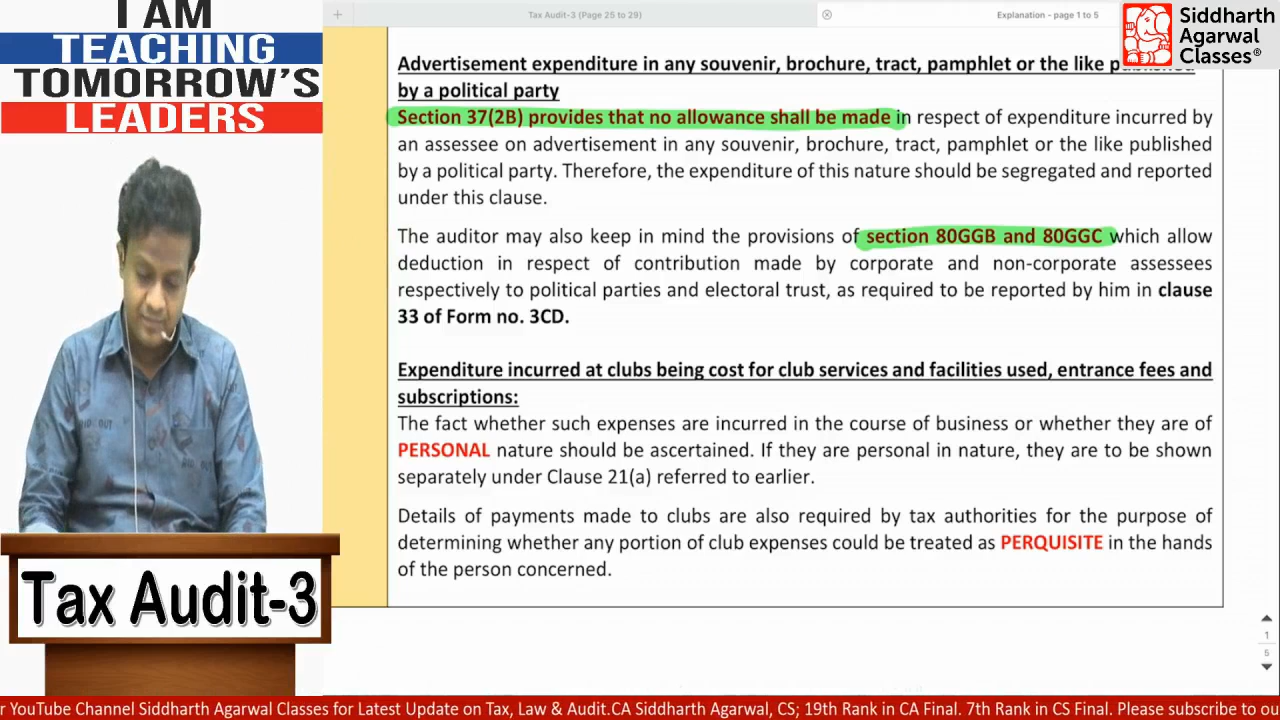 I AM
TEACHING
TOMORROW'S
LEADERS
Tax Audit-3 (Page 25 to 29)
Explanation - page 1 to 5
Siddharth
Agarwal
Classes®
Advertisement expenditure in any souvenir, brochure, tract, pamphlet or the like published
by a political party
Section 37(2B) provides that no allowance shall be made in respect of expenditure incurred by
an assessee on advertisement in any souvenir, brochure, tract, pamphlet or the like published
by a political party. Therefore, the expenditure of this nature should be segregated and reported
under this clause.
The auditor may also keep in mind the provisions of section 80GGB and 80GGC which allow
deduction in respect of contribution made by corporate and non-corporate assessees
respectively to political parties and electoral trust, as required to be reported by him in clause
33 of Form no. 3CD.
Expenditure incurred at clubs being cost for club services and facilities used, entrance fees and
subscriptions:
The fact whether such expenses are incurred in the course of business or whether they are of
PERSONAL nature should be ascertained. If they are personal in nature, they are to be shown
separately under Clause 21(a) referred to earlier.
Details of payments made to clubs are also required by tax authorities for the purpose of
determining whether any portion of club expenses could be treated as PERQUISITE in the hands
of the person concerned.
Tax Audit-3
1
5
r YouTube Channel Siddharth Agarwal Classes for Latest Update on Tax, Law & Audit.CA Siddharth Agarwal, CS; 19th Rank in CA Final. 7th Rank in CS Final. Please subscribe to ou